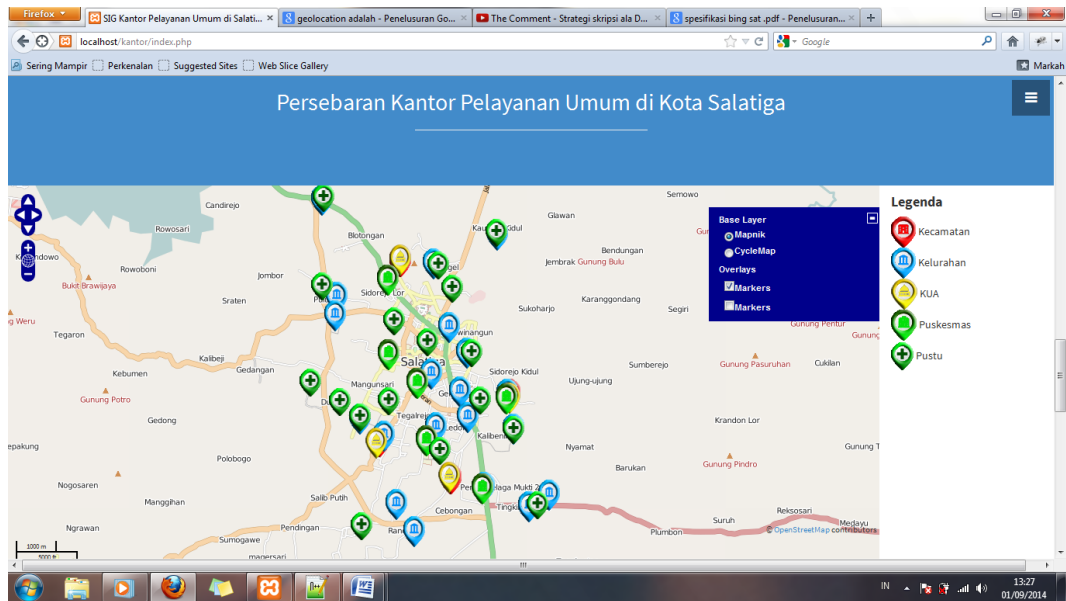 Firefox
SIG Kantor Pelayanan Umum di Salati...
geolocation adalah - Penelusuran Go...
The Comment - Strategi skripsi ala D...
spesifikasi bing sat .pdf - Penelusuran...
localhost/kantor/index.php
Google
Sering Mampir
Perkenalan
Suggested Sites
Web Slice Gallery
Markah
Persebaran Kantor Pelayanan Umum di Kota Salatiga
Legenda
Kecamatan
Kelurahan
KUA
Puskesmas
Pustu
Base Layer
Mapnik
CycleMap
Overlays
Markers
Markers
Semowo
Candirejo
Glawan
Rowosari
Blotongan
Bendungan
Jembrak
Gunung Bulu
Rowoboni
Jombor
Bukit Brawijaya
Sidorejo Lor
Karanggondang
Sraten
Sukoharjo
Segiri
Gunung Pentur
Tegaron
Kalibeji
Sumberejo
Gunung Pasuruhan
Cukilan
Kebumen
Gedangan
Sidorejo Kidul
Mangunsari
Ujung-ujung
Gunung Potro
Gedong
Krandon Lor
Nyamat
Polobogo
Barukan
Gunung Pindro
Nogosaren
Manggihan
Salib Putih
Cebongan
Reksosari
Suruh
Medayu
Ngrawan
Pendingan
Plumbon
© OpenStreetMap contributors
Sumogawe
magersari
1000 m
5000 ft
IN
13:27
01/09/2014